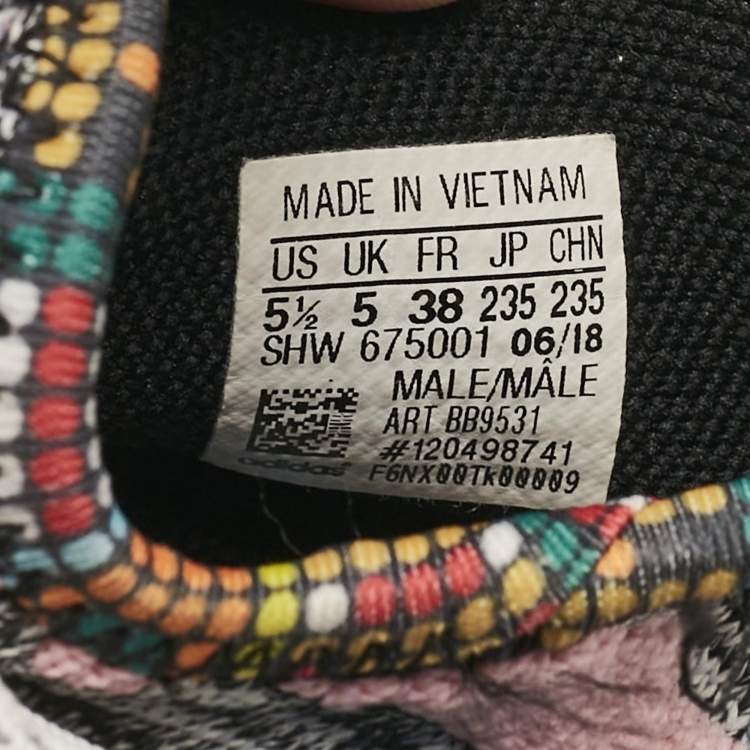 MADE IN VIETNAM
US UK FR JP CHN
5½ 5 38 235 235
SHW 675001 06/18
MALE/MÂLE
ART BB9531
#120498741
adidas F6NX00Tk00009